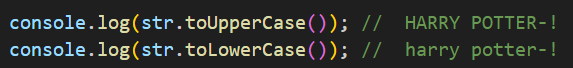 console.log(str.toUpperCase()); //  HARRY POTTER-!
console.log(str.toLowerCase()); //  harry potter-!